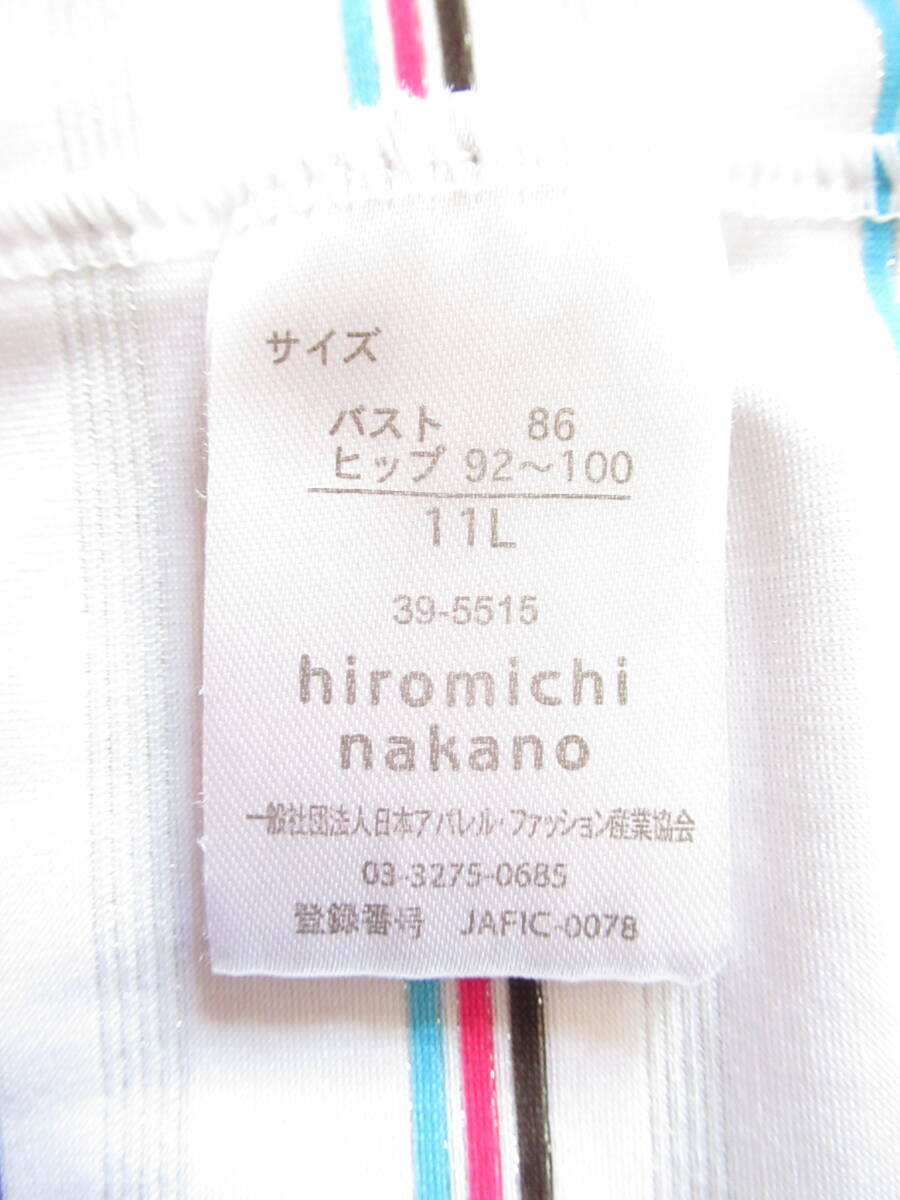 サイズ
バスト 86
ヒップ 92～100
11L
39-5515
hiromichi
nakano
一般社団法人日本アパレル・ファッション産業協会
03-3275-0685
登録番号 JAFIC-0078